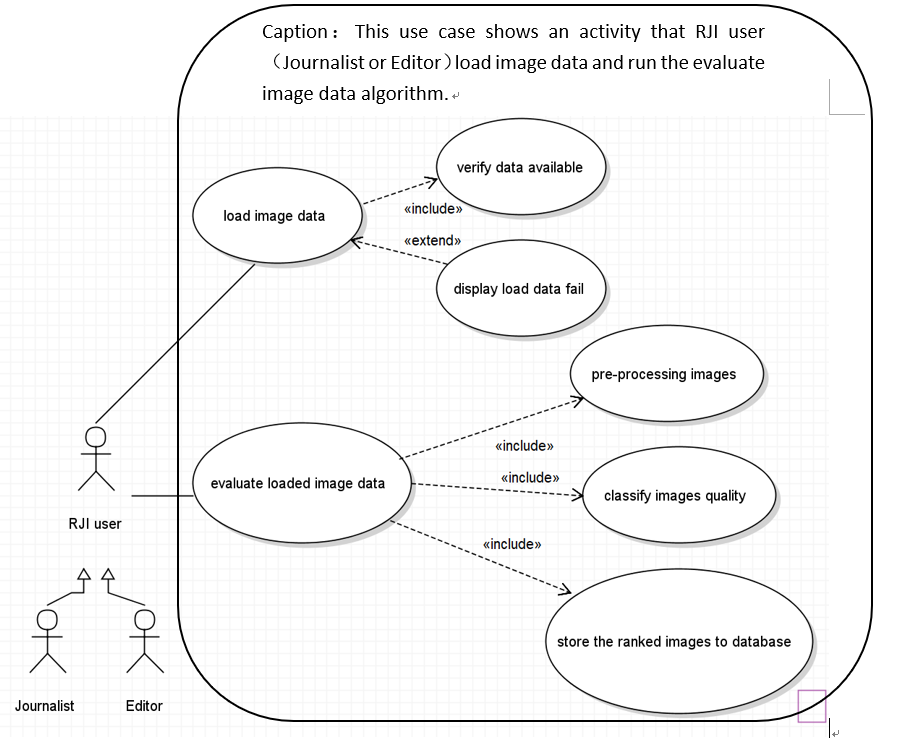 Caption： This use case shows an activity that RJI user
（Journalist or Editor）load image data and run the evaluate
image data algorithm.
verify data available
load image data
«include»
«extend»
display load data fail
pre-processing images
«include»
«include»
evaluate loaded image data
classify images quality
RJI user
«include»
store the ranked images to database
Journalist
Editor